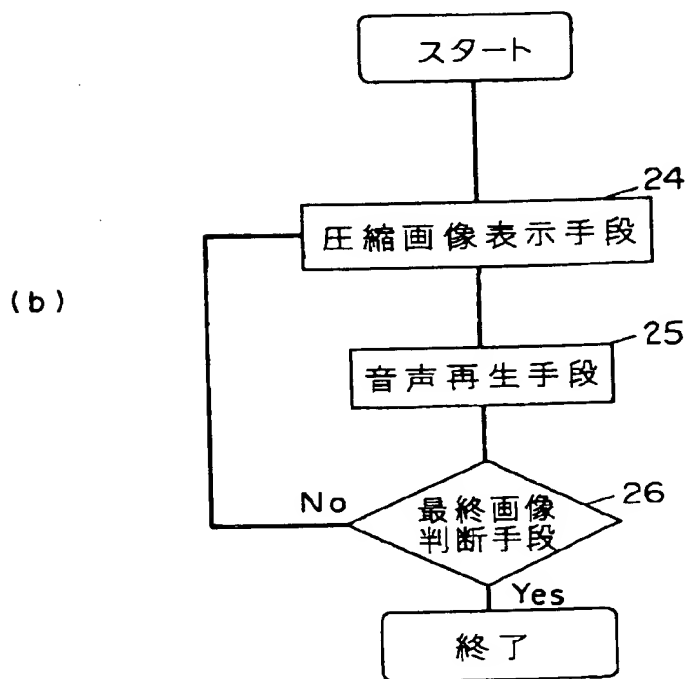 スタート
24
圧縮画像表示手段
(b)
25
音声再生手段
No
26
最終画像
判断手段
Yes
終了